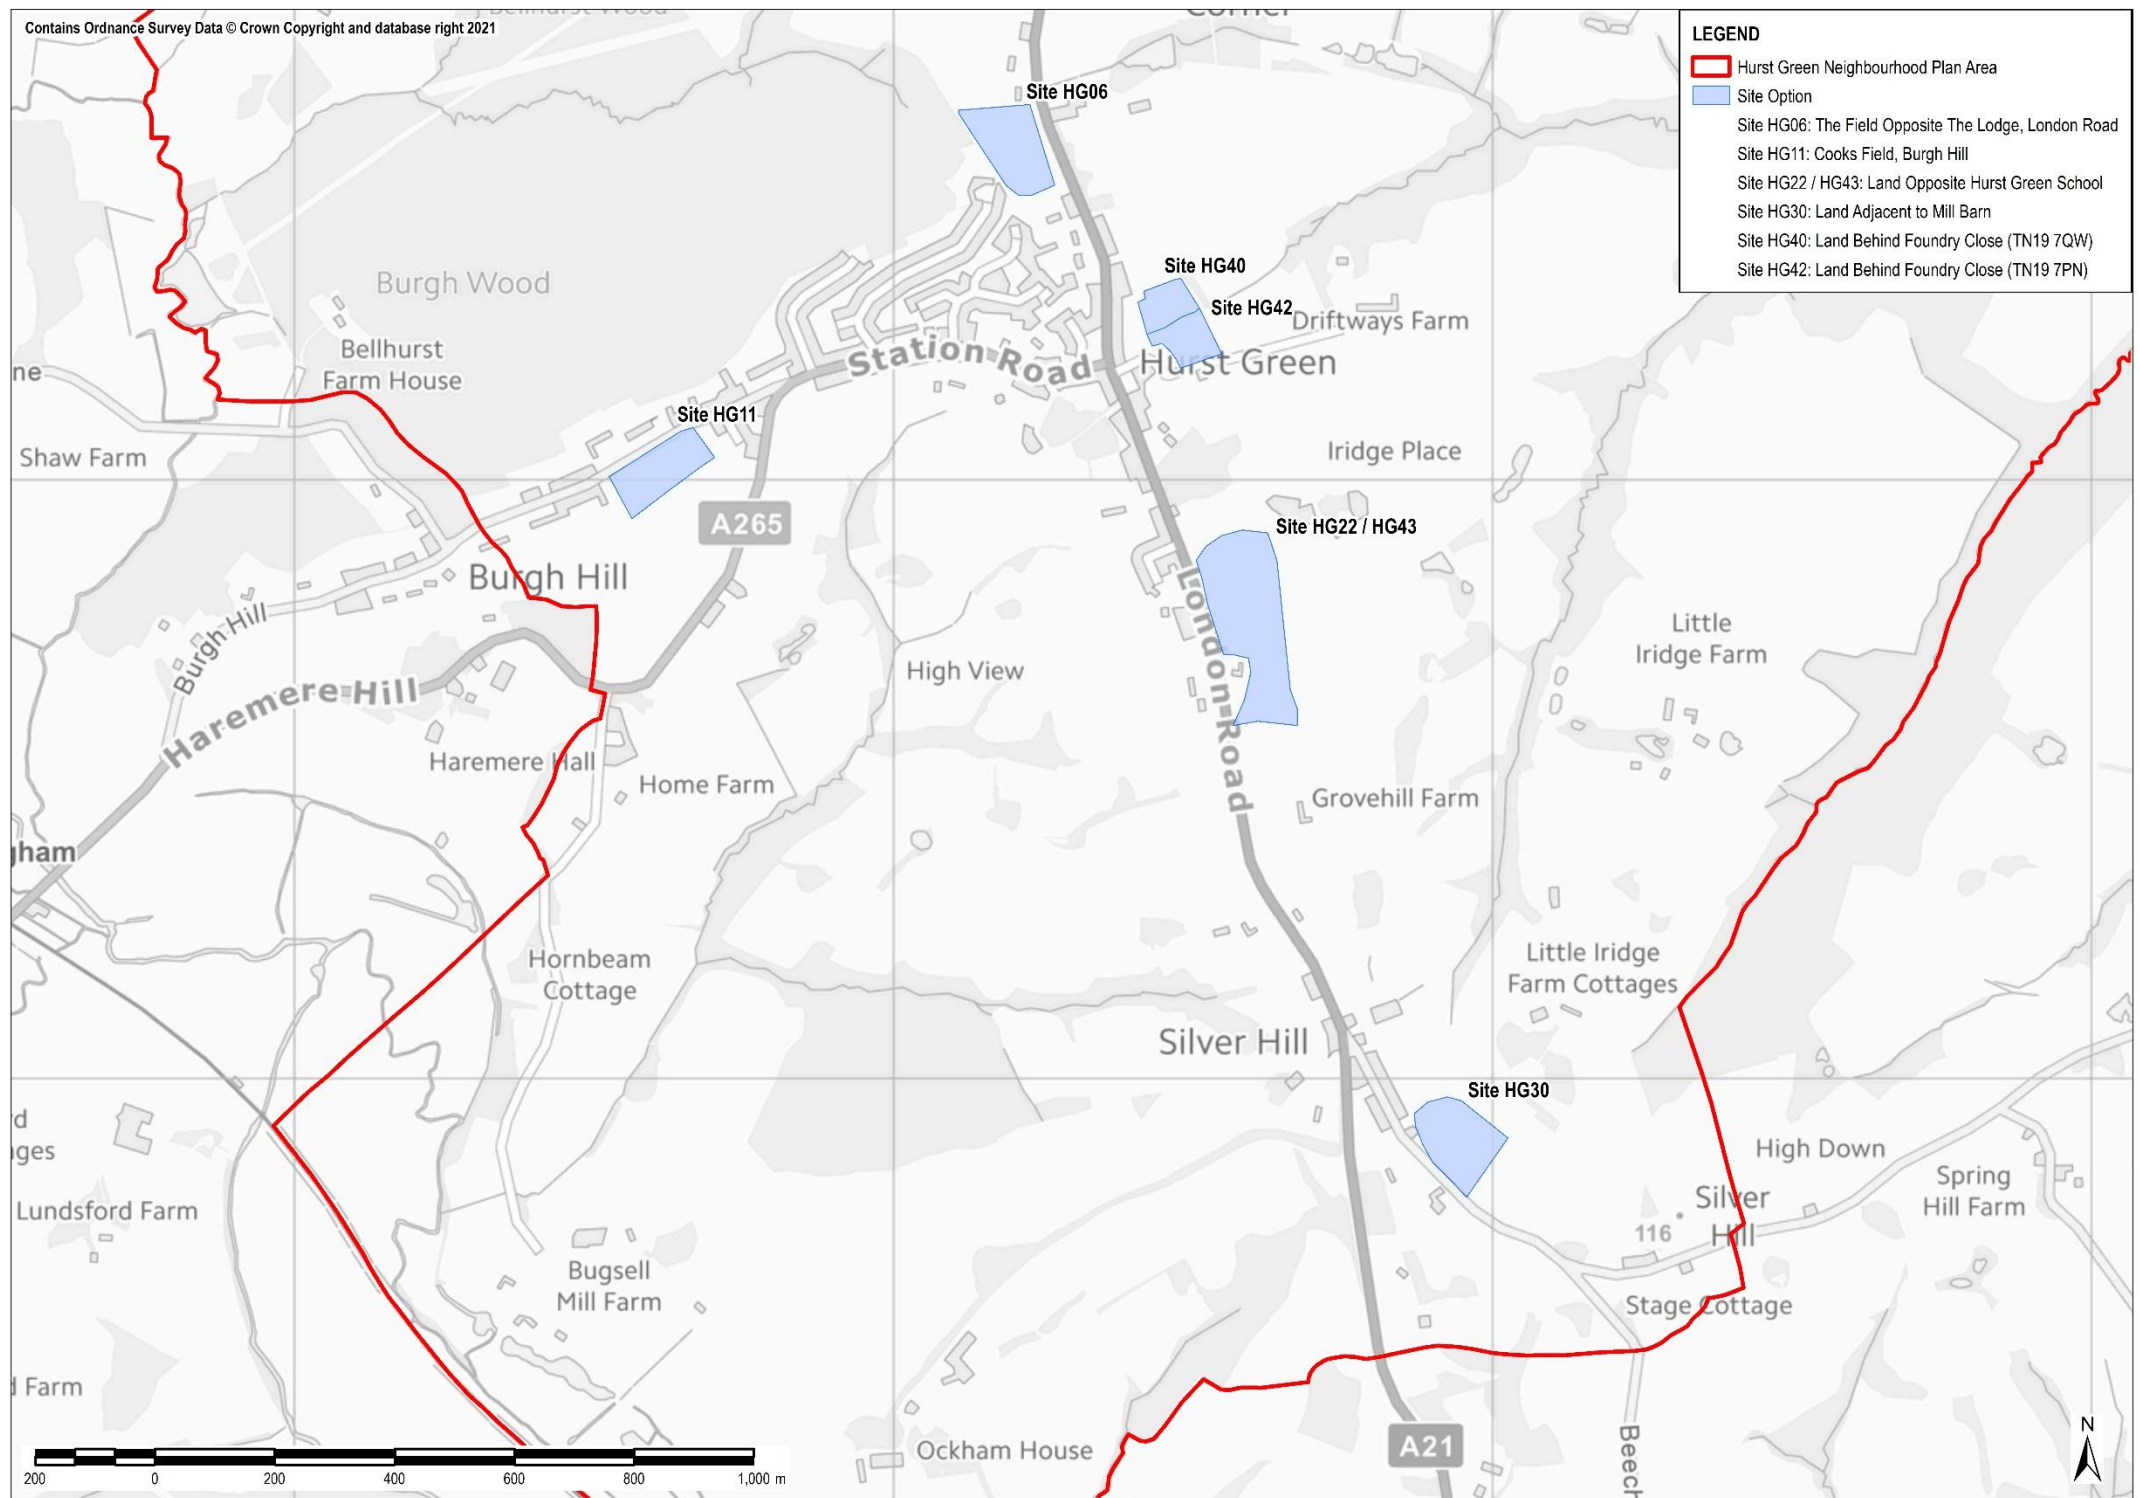 Contains Ordnance Survey Data © Crown Copyright and database right 2021
LEGEND
Hurst Green Neighbourhood Plan Area
Site Option
Site HG06: The Field Opposite The Lodge, London Road
Site HG11: Cooks Field, Burgh Hill
Site HG22 / HG43: Land Opposite Hurst Green School
Site HG30: Land Adjacent to Mill Barn
Site HG40: Land Behind Foundry Close (TN19 7QW)
Site HG42: Land Behind Foundry Close (TN19 7PN)
Site HG06
Burgh Wood
Site HG40
Site HG42
Driftways Farm
Bellhurst
Farm House
Station Road
Hurst Green
ne
Site HG11
Shaw Farm
Iridge Place
A265
Site HG22 / HG43
Burgh Hill
Burgh Hill
Haremere Hill
High View
London Road
Little
Iridge Farm
Haremere Hall
Home Farm
Grovehill Farm
gham
Hornbeam
Cottage
Little Iridge
Farm Cottages
Silver Hill
Site HG30
d
ges
High Down
Spring
Hill Farm
Lundsford Farm
Silver
Hill
116
Bugsell
Mill Farm
Stage Cottage
Farm
Ockham House
A21
Beech
N
200 0 200 400 600 800 1,000 m